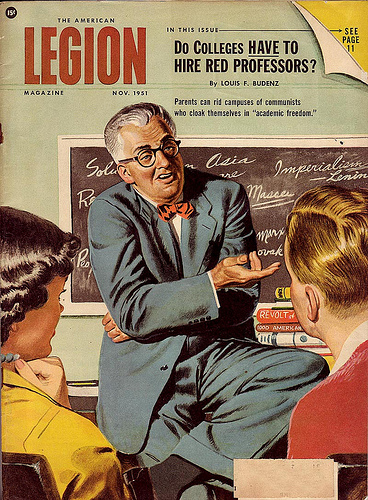 15¢
THE AMERICAN
LEGION
MAGAZINE NOV. 1951
IN THIS ISSUE
SEE
PAGE
11
DO COLLEGES HAVE TO
HIRE RED PROFESSORS?
By LOUIS F. BUDENZ
Parents can rid campuses of communists
who cloak themselves in "academic freedom."
Asia
Imperialism
Lenin
Massa
Marx
REVOLT